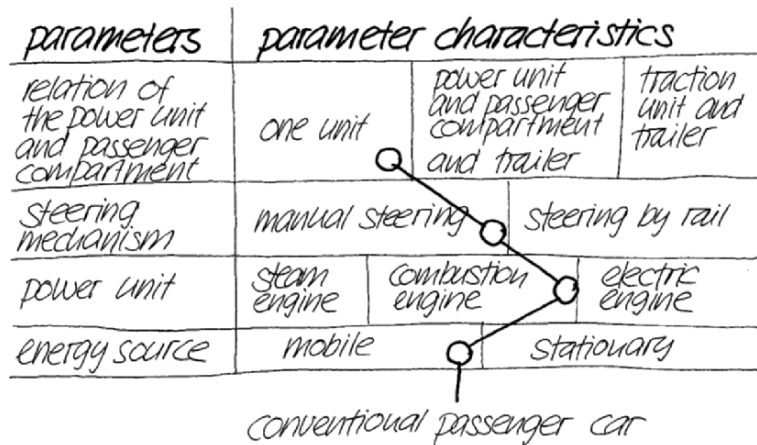 parameters parameter characteristics
relation of
the power unit
and passenger
compartment
one unit
power unit
and passenger
compartment
and trailer
traction
unit and
trailer
steering
mechanism
manual steering
steering by rail
power unit
steam
engine
combustion
engine
electric
engine
energy source
mobile
stationary
conventional passenger car